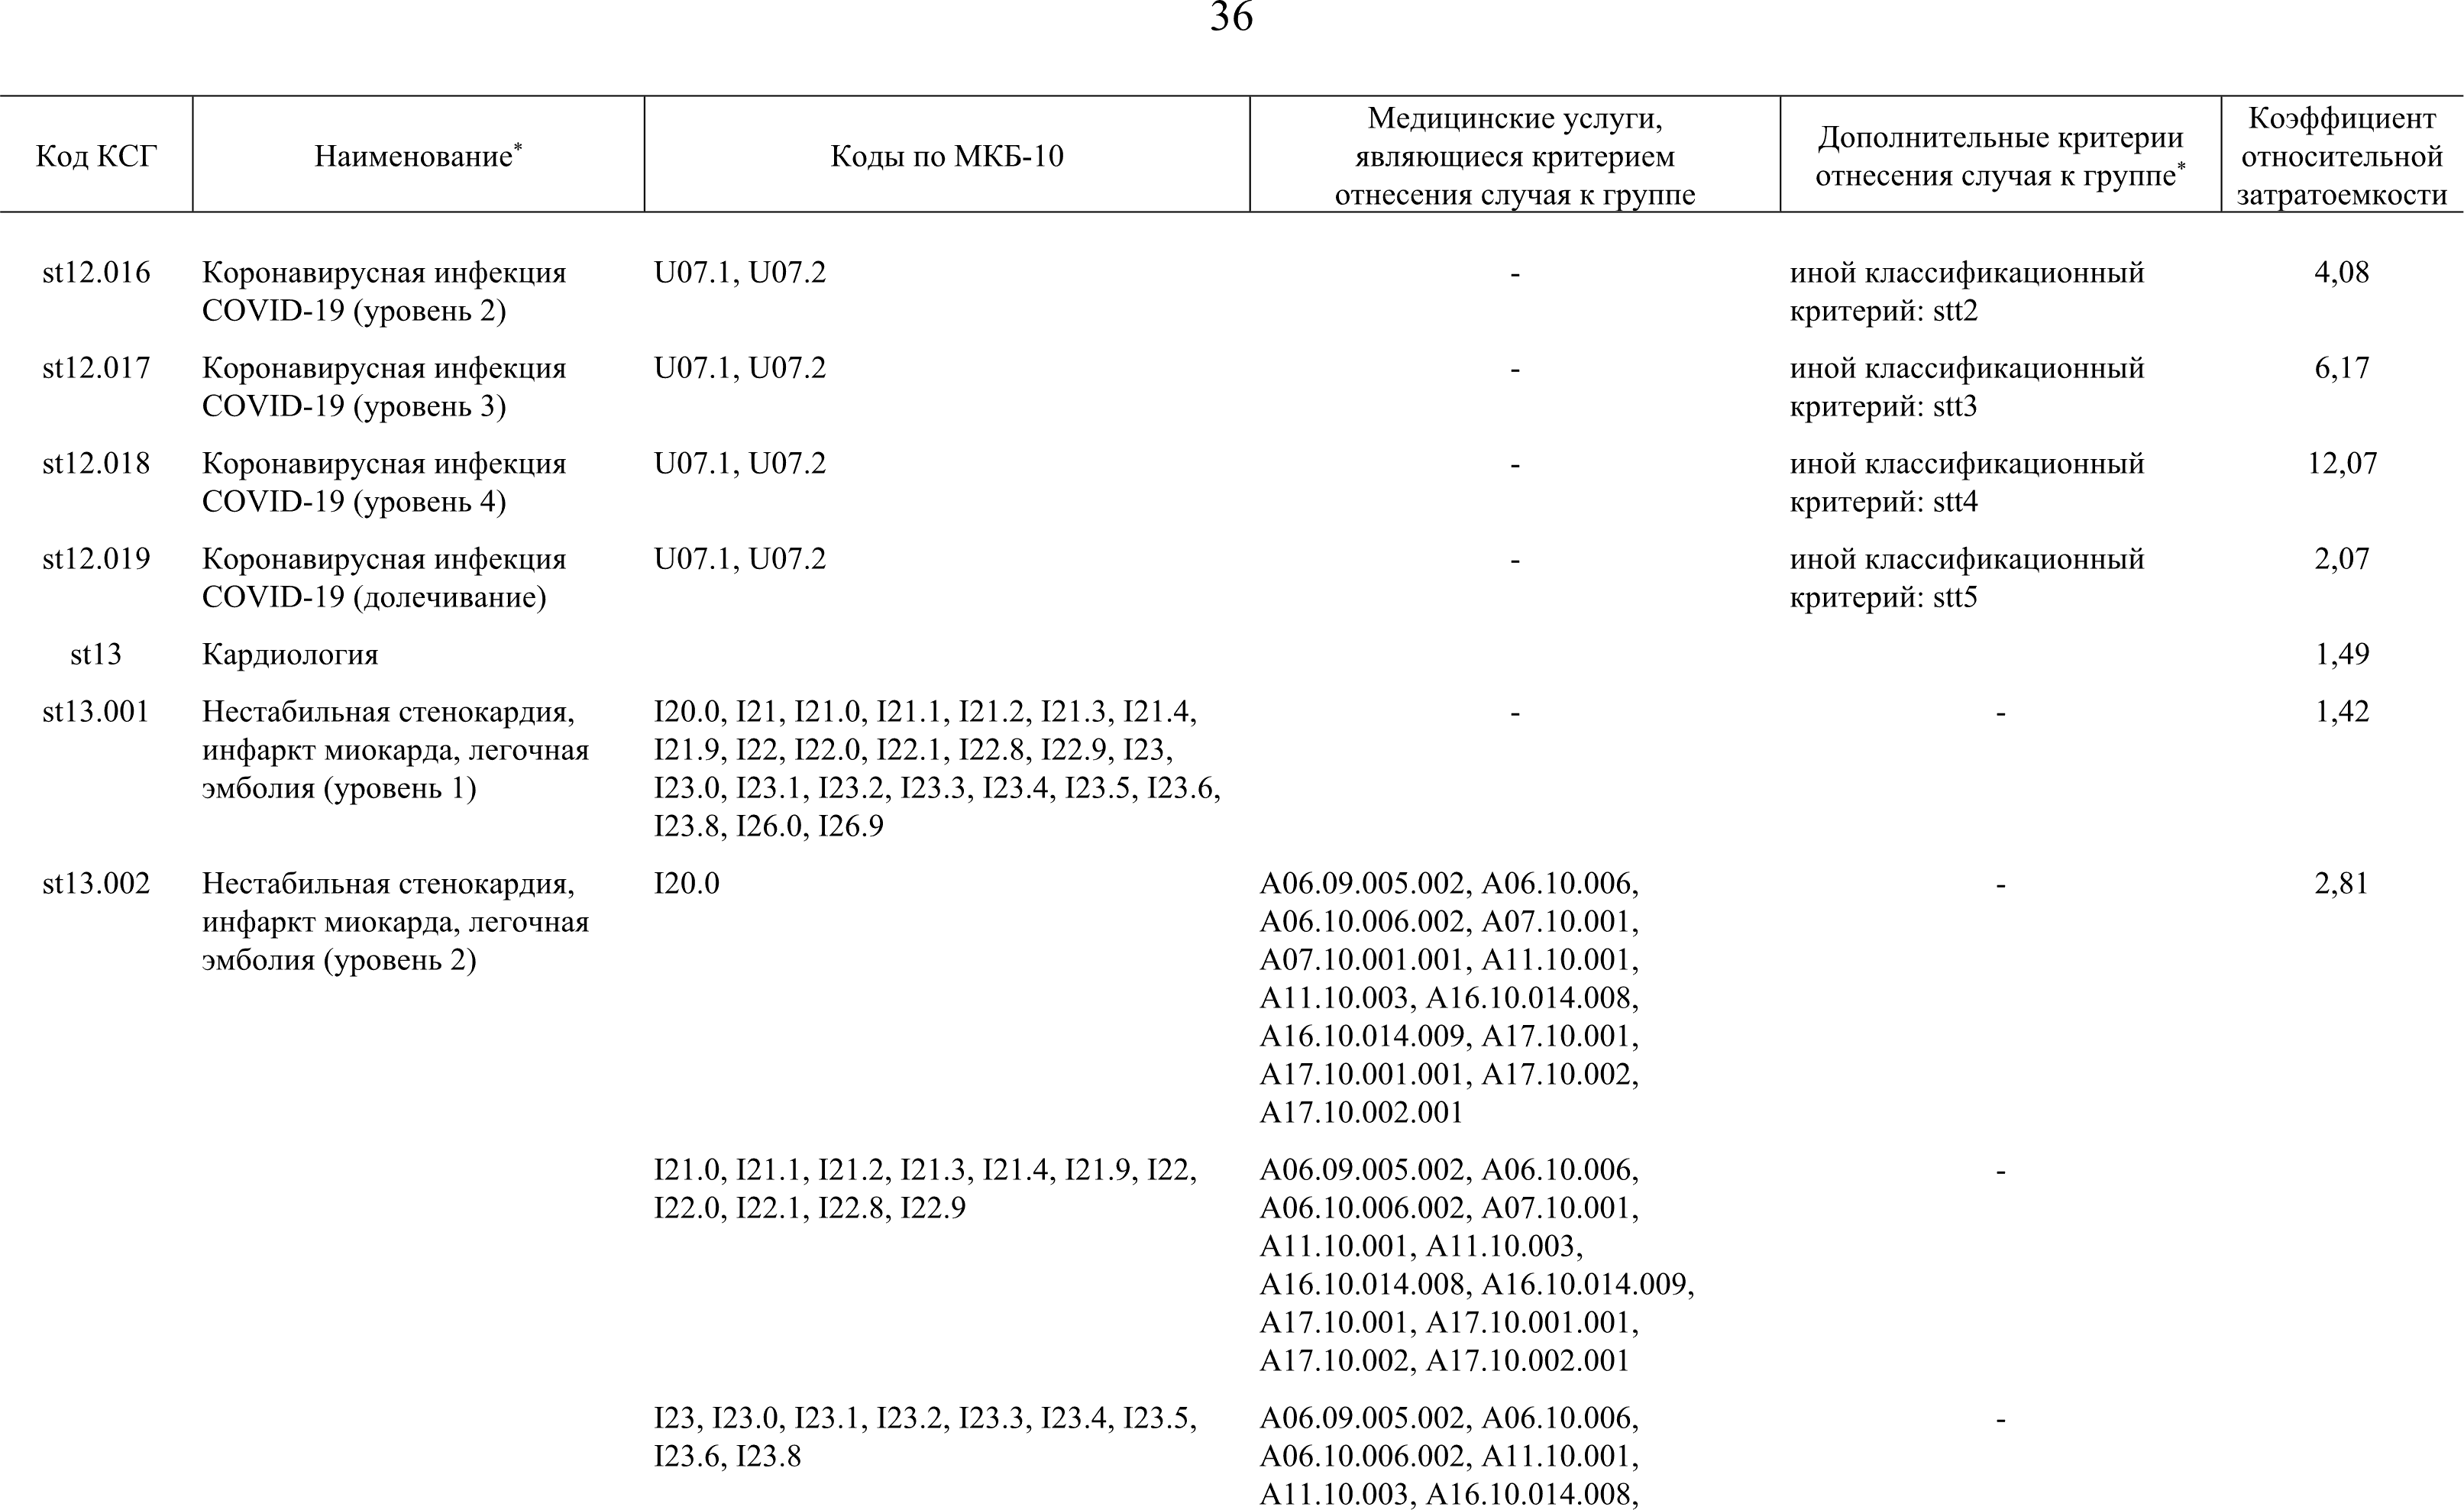 36
Код КСГ
Наименование*
Коды по МКБ-10
Медицинские услуги,
являющиеся критерием
отнесения случая к группе
Дополнительные критерии
отнесения случая к группе*
Коэффициент
относительной
затратоемкости
st12.016 Коронавирусная инфекция U07.1, U07.2 - иной классификационный 4,08
COVID-19 (уровень 2) критерий: stt2
st12.017 Коронавирусная инфекция U07.1, U07.2 - иной классификационный 6,17
COVID-19 (уровень 3) критерий: stt3
st12.018 Коронавирусная инфекция U07.1, U07.2 - иной классификационный 12,07
COVID-19 (уровень 4) критерий: stt4
st12.019 Коронавирусная инфекция U07.1, U07.2 - иной классификационный 2,07
COVID-19 (долечивание) критерий: stt5
st13 Кардиология 1,49
st13.001 Нестабильная стенокардия, I20.0, I21, I21.0, I21.1, I21.2, I21.3, I21.4, - - 1,42
инфаркт миокарда, легочная I21.9, I22, I22.0, I22.1, I22.8, I22.9, I23,
эмболия (уровень 1) I23.0, I23.1, I23.2, I23.3, I23.4, I23.5, I23.6,
I23.8, I26.0, I26.9
st13.002 Нестабильная стенокардия, I20.0 A06.09.005.002, A06.10.006, - 2,81
инфаркт миокарда, легочная A06.10.006.002, A07.10.001,
эмболия (уровень 2) A07.10.001.001, A11.10.001,
A11.10.003, A16.10.014.008,
A16.10.014.009, A17.10.001,
A17.10.001.001, A17.10.002,
A17.10.002.001
I21.0, I21.1, I21.2, I21.3, I21.4, I21.9, I22, A06.09.005.002, A06.10.006, -
I22.0, I22.1, I22.8, I22.9 A06.10.006.002, A07.10.001,
A11.10.001, A11.10.003,
A16.10.014.008, A16.10.014.009,
A17.10.001, A17.10.001.001,
A17.10.002, A17.10.002.001
I23, I23.0, I23.1, I23.2, I23.3, I23.4, I23.5, A06.09.005.002, A06.10.006, -
I23.6, I23.8 A06.10.006.002, A11.10.001,
A11.10.003, A16.10.014.008,